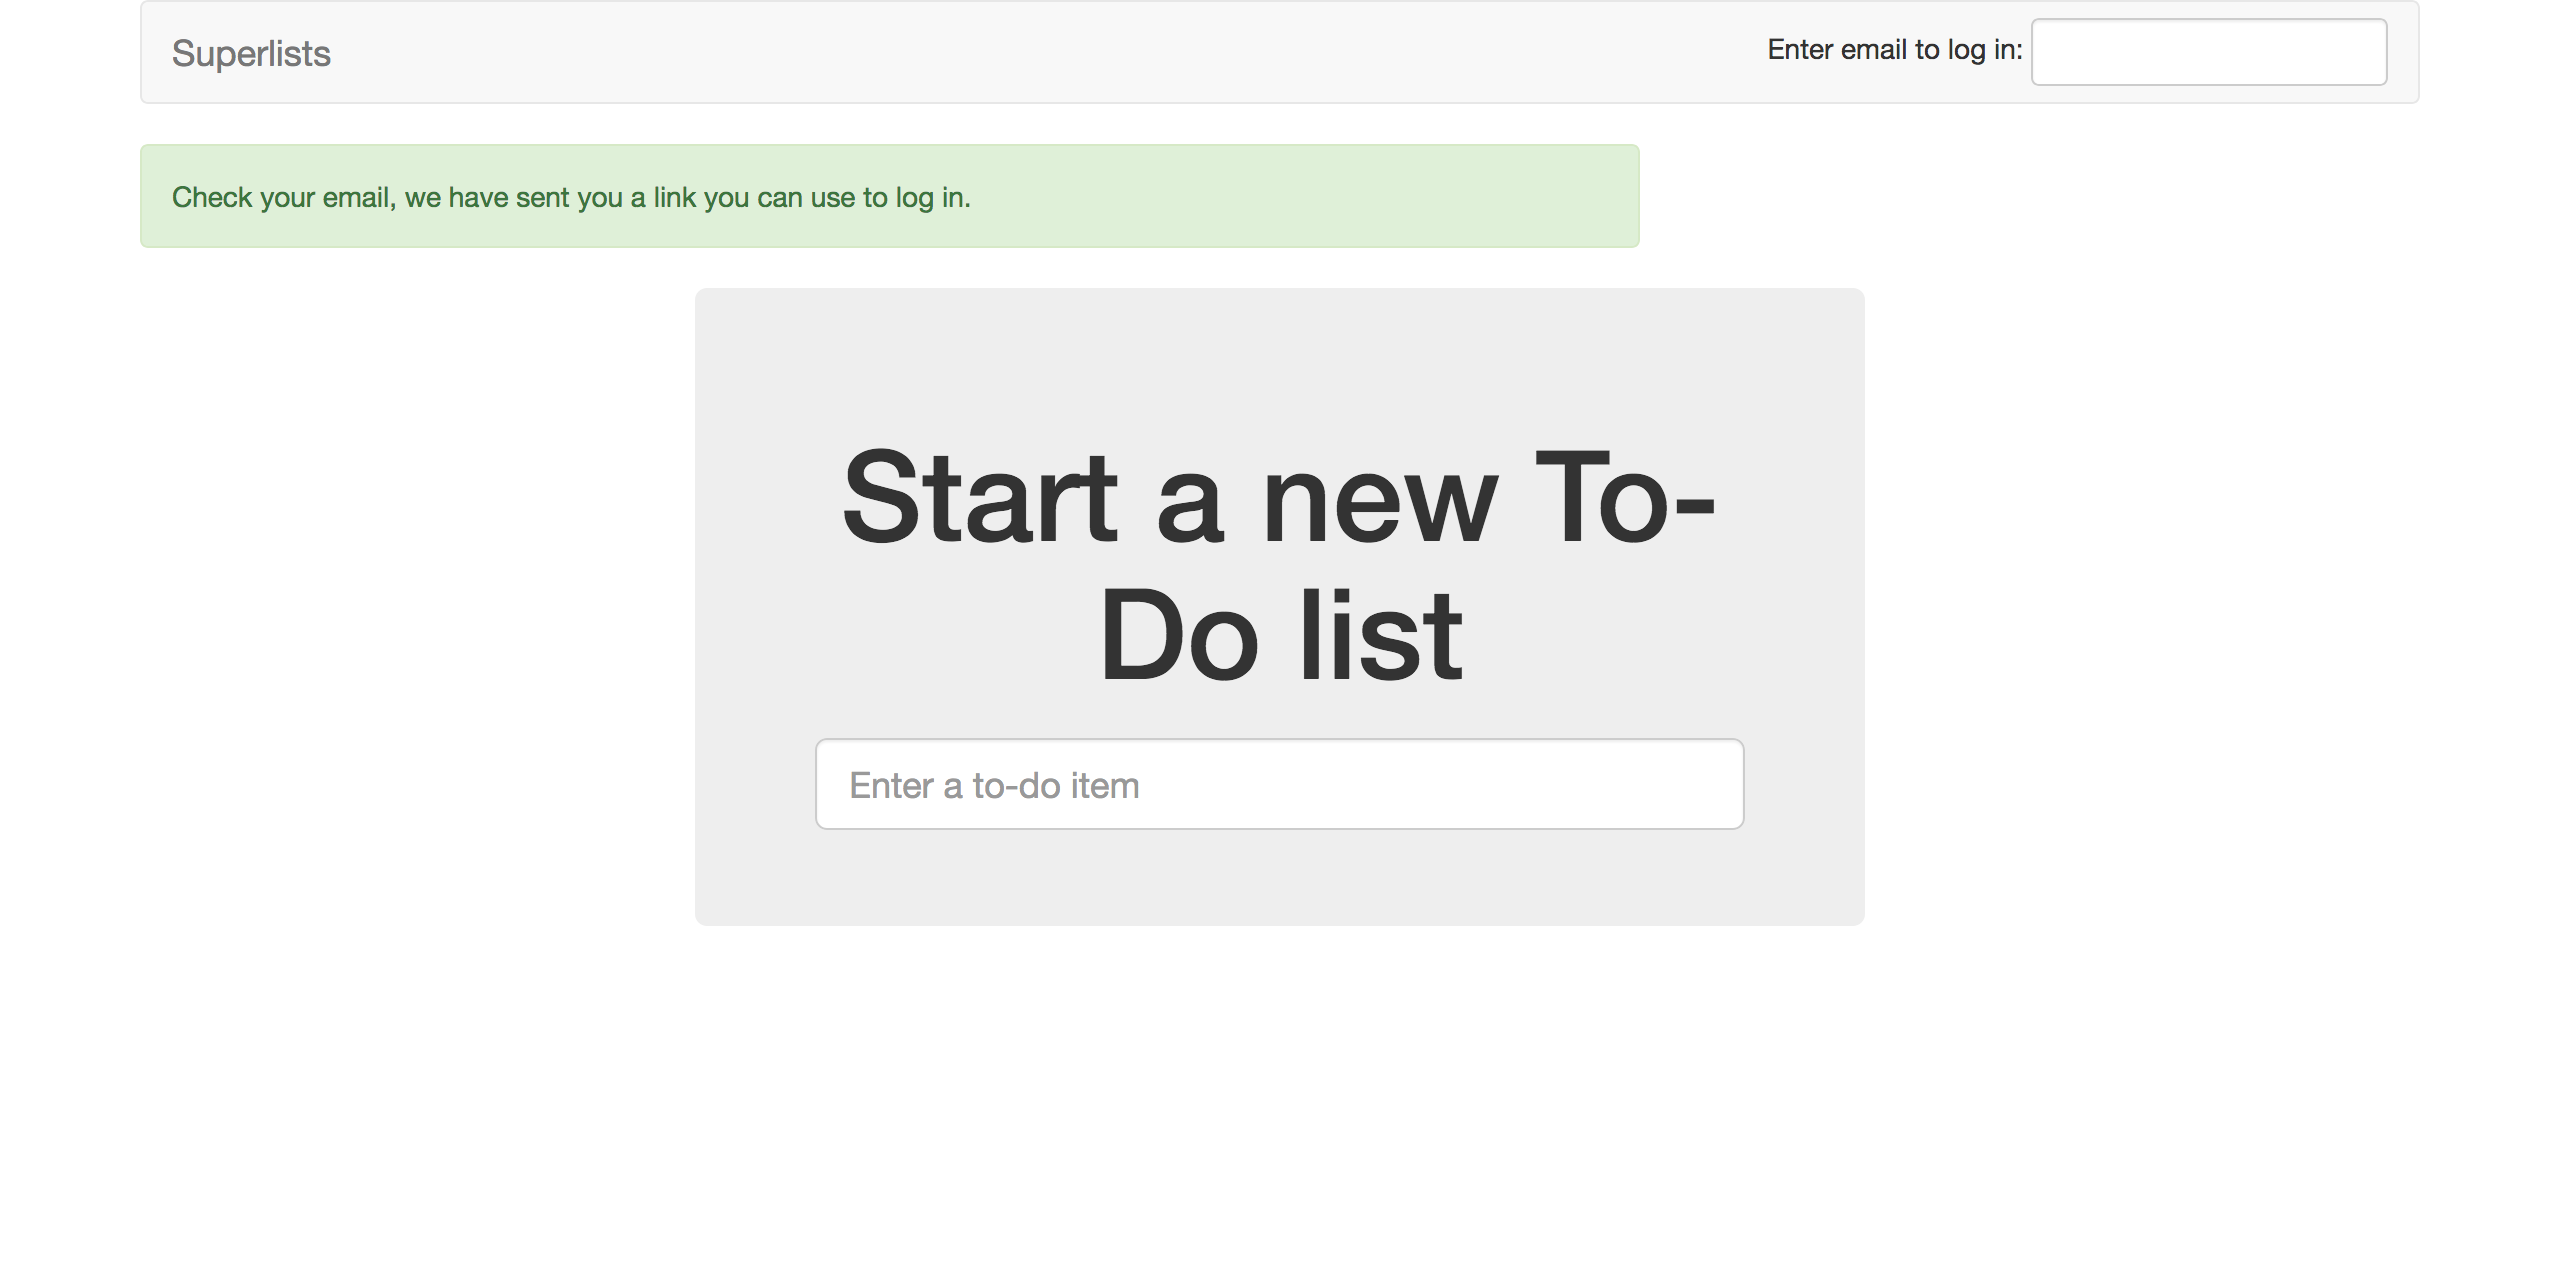 Superlists
Enter email to log in:
Check your email, we have sent you a link you can use to log in.
Start a new To-
Do list
Enter a to-do item